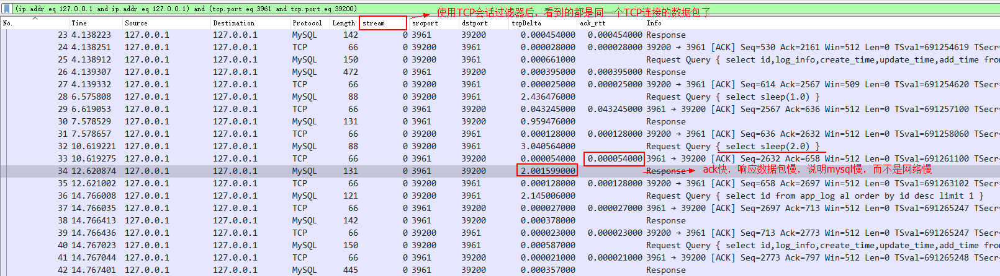 (ip.addr eq 127.0.0.1 and ip.addr eq 127.0.0.1) and (tcp.port eq 3961 and tcp.port eq 39200)
使用TCP会话过滤器后，看到的都是同一个TCP连接的数据包了
No. Time Source Destination Protocol Length stream srcport dstport tcpDelta ack_rtt Info
23 4.138223 127.0.0.1 127.0.0.1 MySQL 142 0 3961 39200 0.000454000 0.000454000 Response
24 4.138251 127.0.0.1 127.0.0.1 TCP 66 0 39200 3961 0.000028000 0.000028000 39200 → 3961 [ACK] Seq=530 Ack=2161 Win=512 Len=0 TSval=691254619 TSecr=
25 4.138912 127.0.0.1 127.0.0.1 MySQL 150 0 39200 3961 0.000661000 Request Query { select id,log_info,create_time,update_time,add_time from
26 4.139307 127.0.0.1 127.0.0.1 MySQL 472 0 3961 39200 0.000395000 0.000395000 Response
27 4.139332 127.0.0.1 127.0.0.1 TCP 66 0 39200 3961 0.000025000 0.000025000 39200 → 3961 [ACK] Seq=614 Ack=2567 Win=509 Len=0 TSval=691254620 TSecr=
28 6.575808 127.0.0.1 127.0.0.1 MySQL 88 0 39200 3961 2.436476000 Request Query { select sleep(1.0) }
29 6.619053 127.0.0.1 127.0.0.1 TCP 66 0 3961 39200 0.043245000 0.043245000 3961 → 39200 [ACK] Seq=2567 Ack=636 Win=512 Len=0 TSval=691257100 TSecr=
30 7.578529 127.0.0.1 127.0.0.1 MySQL 131 0 3961 39200 0.959476000 Response
31 7.578657 127.0.0.1 127.0.0.1 TCP 66 0 39200 3961 0.000128000 0.000128000 39200 → 3961 [ACK] Seq=636 Ack=2632 Win=512 Len=0 TSval=691258060 TSecr=
32 10.619221 127.0.0.1 127.0.0.1 MySQL 88 0 39200 3961 3.040564000 Request Query { select sleep(2.0) }
33 10.619275 127.0.0.1 127.0.0.1 TCP 66 0 3961 39200 0.000054000 0.000054000 3961 → 39200 [ACK] Seq=2632 Ack=658 Win=512 Len=0 TSval=691261100 TSecr=
34 12.620874 127.0.0.1 127.0.0.1 MySQL 131 0 3961 39200 2.001599000 Response ack快，响应数据包慢，说明mysql慢，而不是网络慢
35 12.621002 127.0.0.1 127.0.0.1 TCP 66 0 39200 3961 0.000128000 0.000128000 39200 → 3961 [ACK] Seq=658 Ack=2697 Win=512 Len=0 TSval=691263102 TSecr=
36 14.766008 127.0.0.1 127.0.0.1 MySQL 121 0 39200 3961 2.145006000 Request Query { select id from app_log al order by id desc limit 1 }
37 14.766035 127.0.0.1 127.0.0.1 TCP 66 0 3961 39200 0.000027000 0.000027000 3961 → 39200 [ACK] Seq=2697 Ack=713 Win=512 Len=0 TSval=691265247 TSecr=
38 14.766413 127.0.0.1 127.0.0.1 MySQL 142 0 3961 39200 0.000378000 Response
39 14.766436 127.0.0.1 127.0.0.1 TCP 66 0 39200 3961 0.000023000 0.000023000 39200 → 3961 [ACK] Seq=713 Ack=2773 Win=512 Len=0 TSval=691265247 TSecr=
40 14.767023 127.0.0.1 127.0.0.1 MySQL 150 0 39200 3961 0.000587000 Request Query { select id,log_info,create_time,update_time,add_time from
41 14.767044 127.0.0.1 127.0.0.1 TCP 66 0 3961 39200 0.000021000 0.000021000 3961 → 39200 [ACK] Seq=2773 Ack=797 Win=512 Len=0 TSval=691265248 TSecr=
42 14.767401 127.0.0.1 127.0.0.1 MySQL 445 0 3961 39200 0.000357000 Response